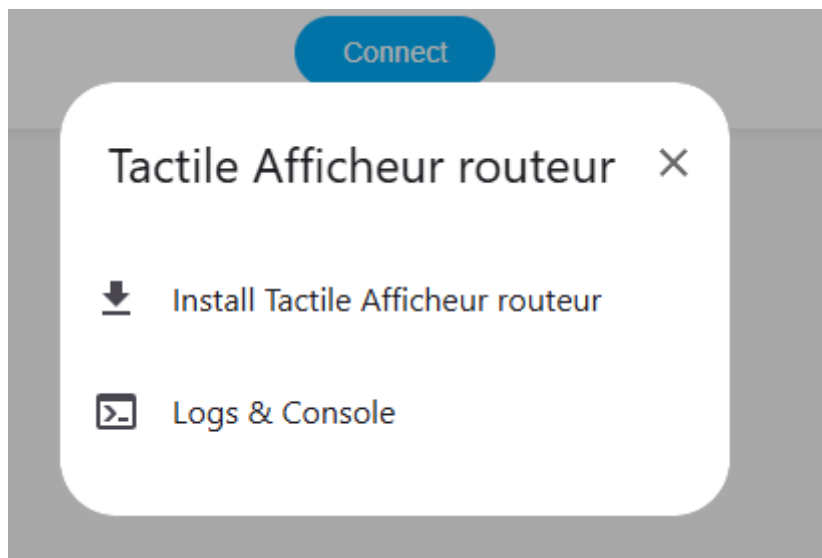 Connect
Tactile Afficheur routeur
Install Tactile Afficheur routeur
Logs & Console